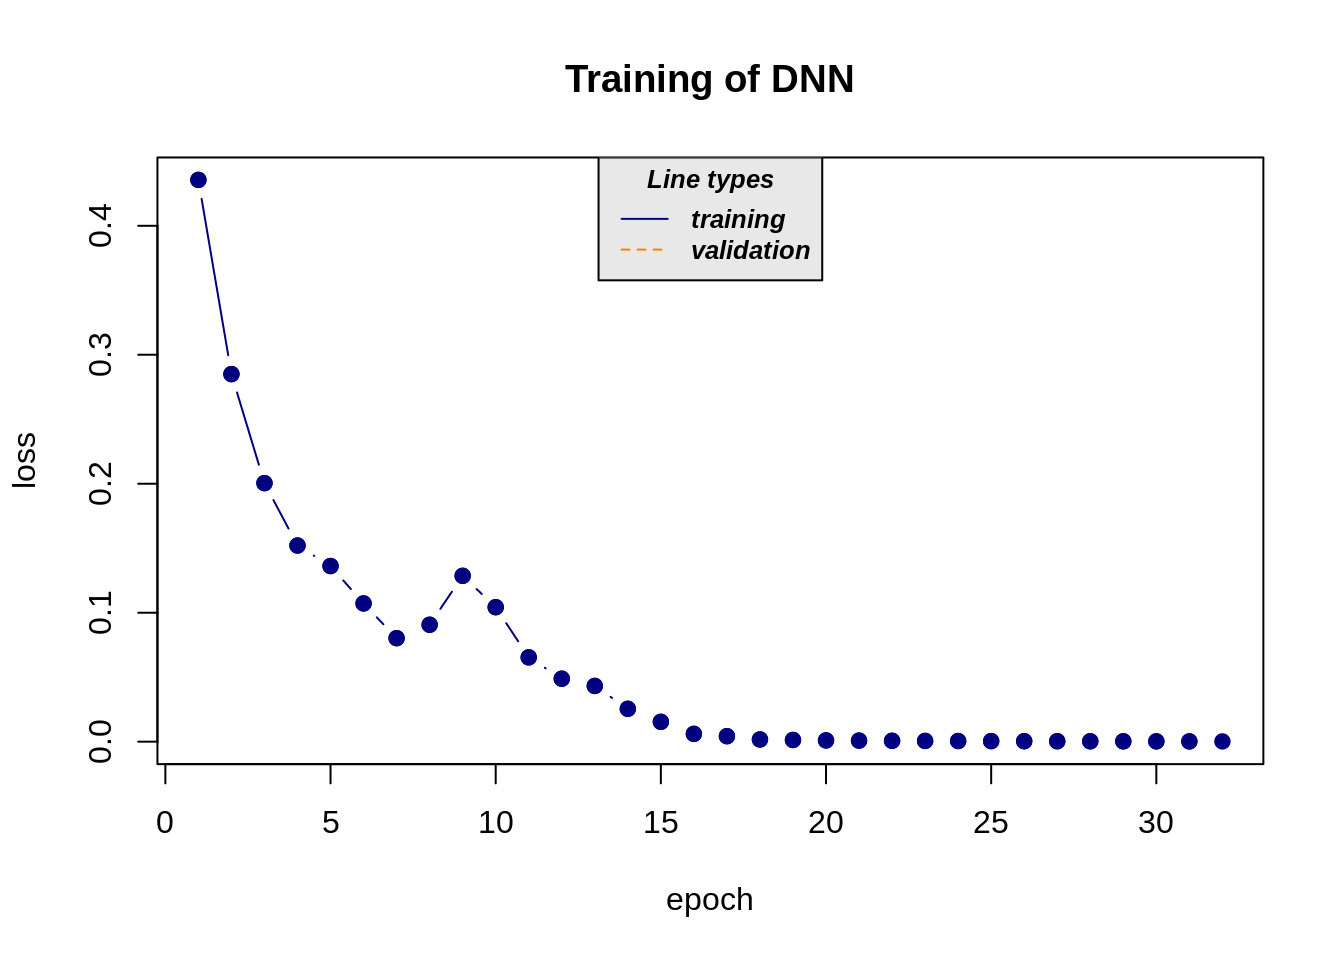 Training of DNN
Line types
training
validation
loss
0.4
0.3
0.2
0.1
0.0
0 5 10 15 20 25 30
epoch